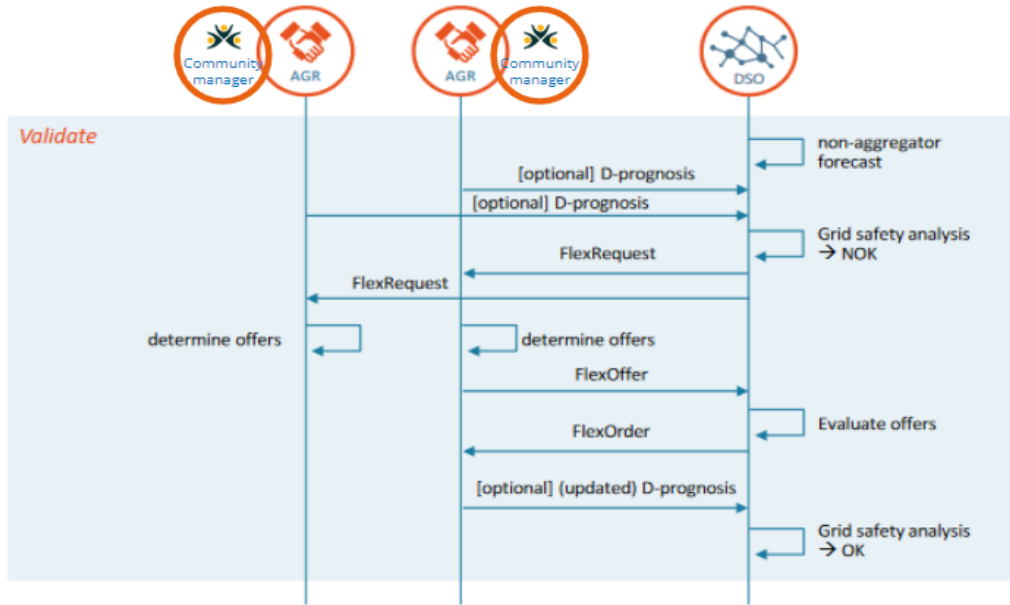 Community
manager
AGR
AGR
Community
manager
DSO
Validate
non-aggregator
forecast
[optional] D-prognosis
[optional] D-prognosis
Grid safety analysis
→ NOK
FlexRequest
FlexRequest
determine offers
determine offers
FlexOffer
Evaluate offers
FlexOrder
[optional] (updated) D-prognosis
Grid safety analysis
→ OK